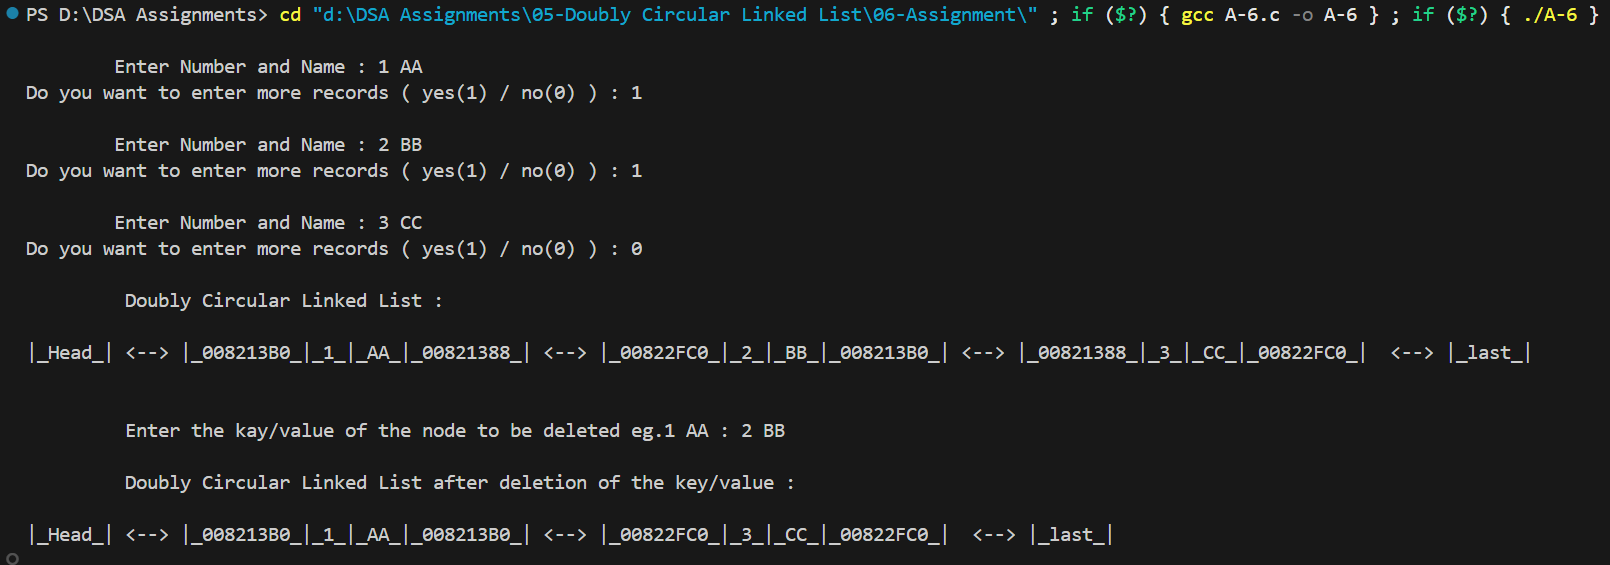 PS D:\DSA Assignments> cd "d:\DSA Assignments\05-Doubly Circular Linked List\06-Assignment\" ; if ($?) { gcc A-6.c -o A-6 } ; if ($?) { ./A-6 }
Enter Number and Name : 1 AA
Do you want to enter more records ( yes(1) / no(0) ) : 1
Enter Number and Name : 2 BB
Do you want to enter more records ( yes(1) / no(0) ) : 1
Enter Number and Name : 3 CC
Do you want to enter more records ( yes(1) / no(0) ) : 0
Doubly Circular Linked List :
|_Head_| <--> |_008213B0_|_1_|_AA_|_00821388_| <--> |_00822FC0_|_2_|_BB_|_008213B0_| <--> |_00821388_|_3_|_CC_|_00822FC0_|  <--> |_last_|
Enter the kay/value of the node to be deleted eg.1 AA : 2 BB
Doubly Circular Linked List after deletion of the key/value :
|_Head_| <--> |_008213B0_|_1_|_AA_|_008213B0_| <--> |_00822FC0_|_3_|_CC_|_00822FC0_|  <--> |_last_|